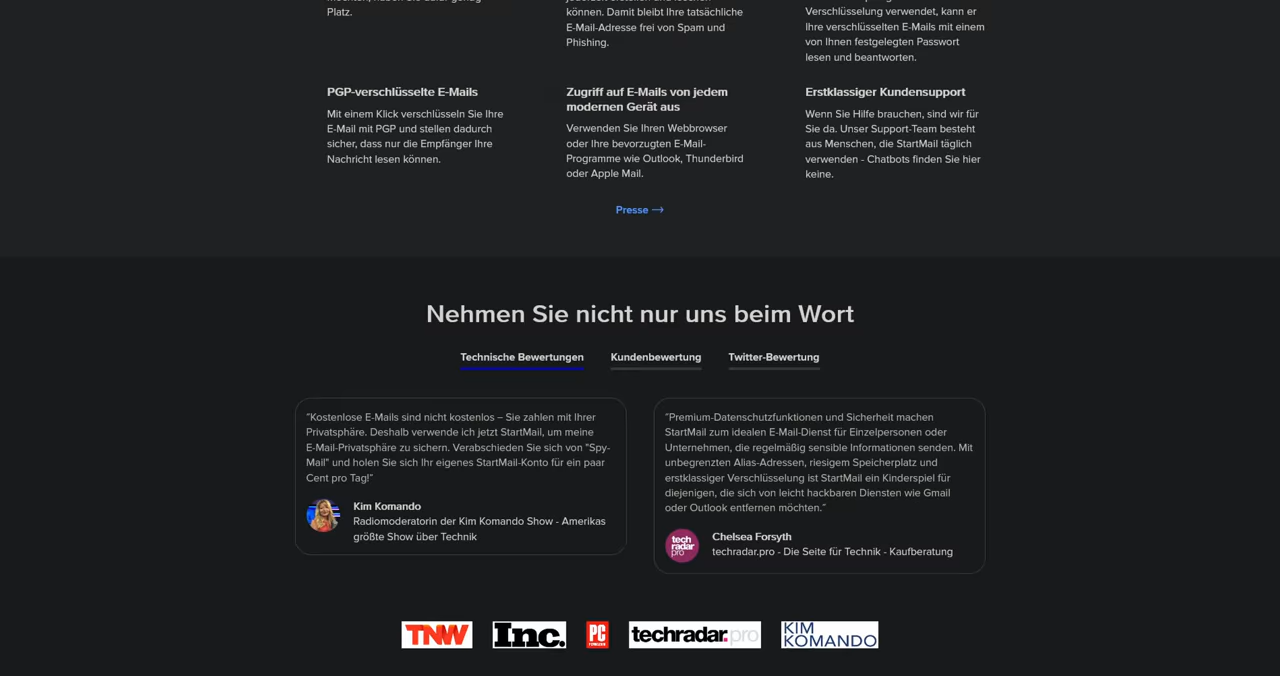 Platz.
können. Damit bleibt Ihre tatsächliche
E-Mail-Adresse frei von Spam und
Phishing.
Verschlüsselung verwendet, kann er
Ihre verschlüsselten E-Mails mit einem
von Ihnen festgelegten Passwort
lesen und beantworten.
PGP-verschlüsselte E-Mails
Mit einem Klick verschlüsseln Sie Ihre
E-Mail mit PGP und stellen dadurch
sicher, dass nur die Empfänger Ihre
Nachricht lesen können.
Zugriff auf E-Mails von jedem
modernen Gerät aus
Verwenden Sie Ihren Webbrowser
oder Ihre bevorzugten E-Mail-
Programme wie Outlook, Thunderbird
oder Apple Mail.
Erstklassiger Kundensupport
Wenn Sie Hilfe brauchen, sind wir für
Sie da. Unser Support-Team besteht
aus Menschen, die StartMail täglich
verwenden - Chatbots finden Sie hier
keine.
Presse →
Nehmen Sie nicht nur uns beim Wort
Technische Bewertungen
Kundenbewertung
Twitter-Bewertung
"Kostenlose E-Mails sind nicht kostenlos – Sie zahlen mit Ihrer
Privatsphäre. Deshalb verwende ich jetzt StartMail, um meine
E-Mail-Privatsphäre zu sichern. Verabschieden Sie sich von "Spy-
Mail" und holen Sie sich Ihr eigenes StartMail-Konto für ein paar
Cent pro Tag!"
Kim Komando
Radiomoderatorin der Kim Komando Show - Amerikas
größte Show über Technik
"Premium-Datenschutzfunktionen und Sicherheit machen
StartMail zum idealen E-Mail-Dienst für Einzelpersonen oder
Unternehmen, die regelmäßig sensible Informationen senden. Mit
unbegrenzten Alias-Adressen, riesigem Speicherplatz und
erstklassiger Verschlüsselung ist StartMail ein Kinderspiel für
diejenigen, die sich von leicht hackbaren Diensten wie Gmail
oder Outlook entfernen möchten."
tech
radar
pro
Chelsea Forsyth
techradar.pro - Die Seite für Technik - Kaufberatung
TNW
Inc.
PC
techradar.pro
KIM
KOMANDO